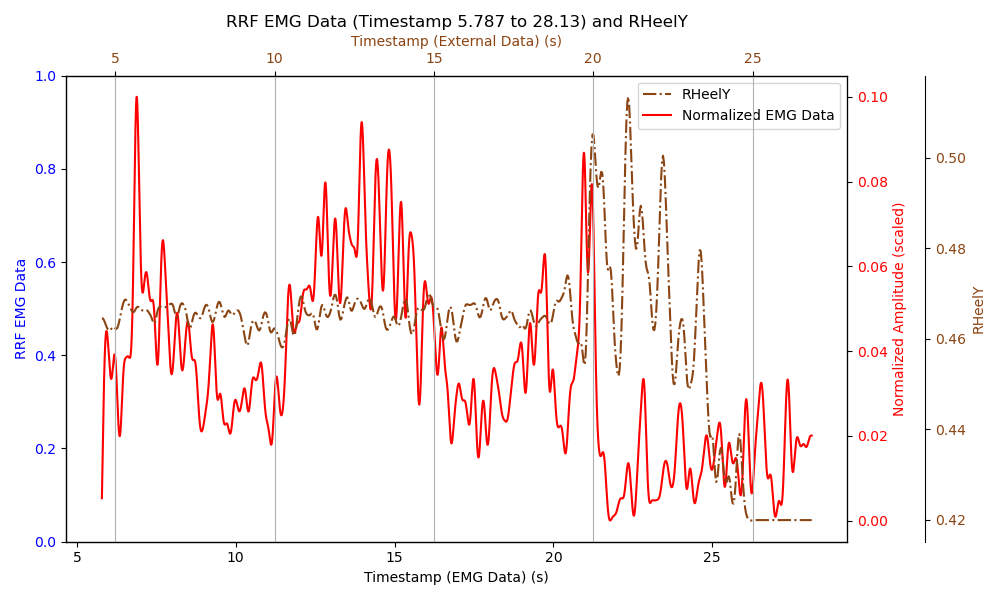 RRF EMG Data (Timestamp 5.787 to 28.13) and RHeelY
Timestamp (External Data) (s)
5 10 15 20 25
RHeelY
Normalized EMG Data
1.0
0.8
0.6
0.4
0.2
0.0
RRF EMG Data
0.10
0.08
0.06
0.04
0.02
0.00
Normalized Amplitude (scaled)
0.50
0.48
0.46
0.44
0.42
RHeelY
5 10 15 20 25
Timestamp (EMG Data) (s)